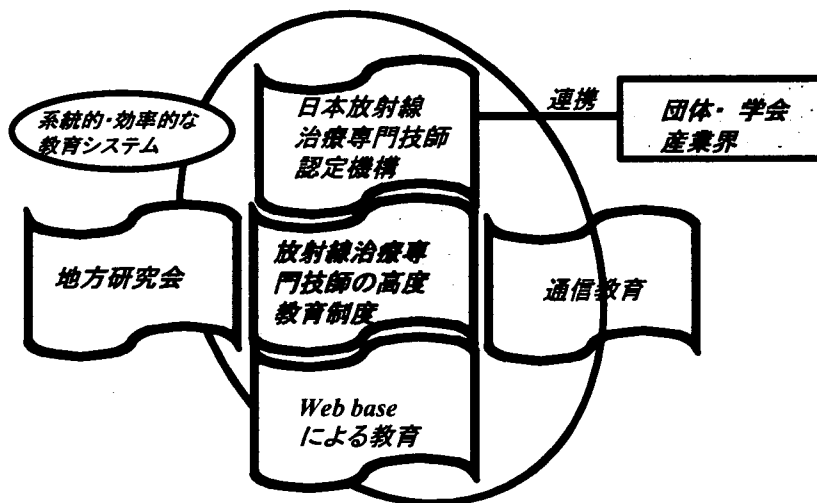 系統的・効率的な
教育システム
日本放射線
治療専門技師
認定機構
連携
団体・学会
産業界
地方研究会
放射線治療専
門技師の高度
教育制度
通信教育
Web base
による教育